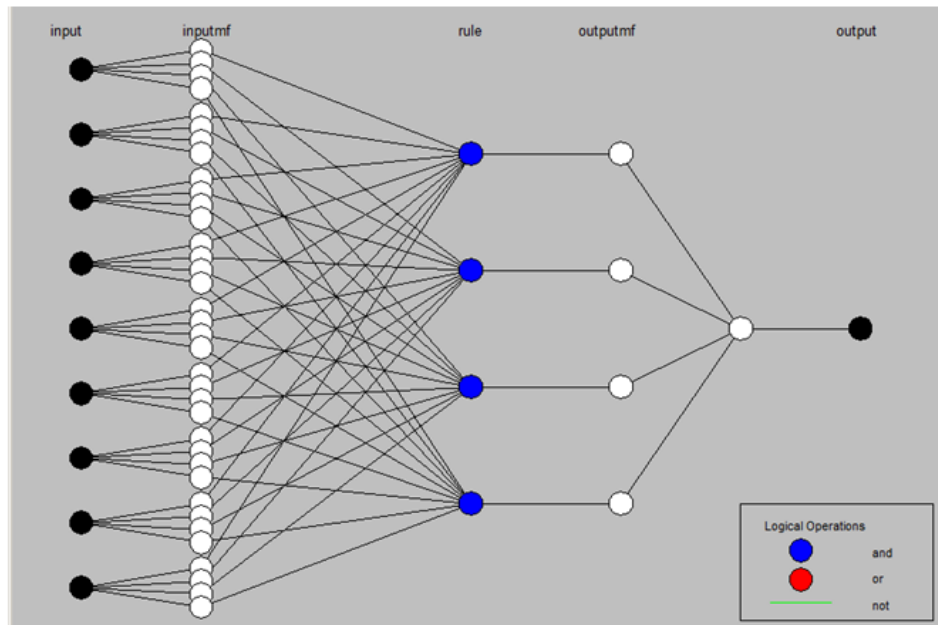 input inputmf rule outputmf output
Logical Operations
and
or
not